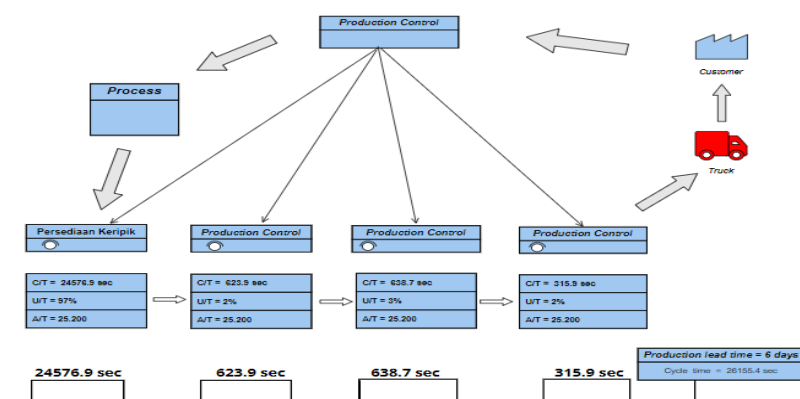 Production Control
Customer
Process
Truck
Persediaan Keripik
Production Control
Production Control
Production Control
C/T = 24576.9 sec
U/T = 97%
A/T = 25.200
C/T = 623.9 sec
U/T = 2%
A/T = 25.200
C/T = 638.7 sec
U/T = 3%
A/T = 25.200
C/T = 315.9 sec
U/T = 2%
A/T = 25.200
24576.9 sec
623.9 sec
638.7 sec
315.9 sec
Production lead time = 6 days
Cycle time = 26155.4 sec